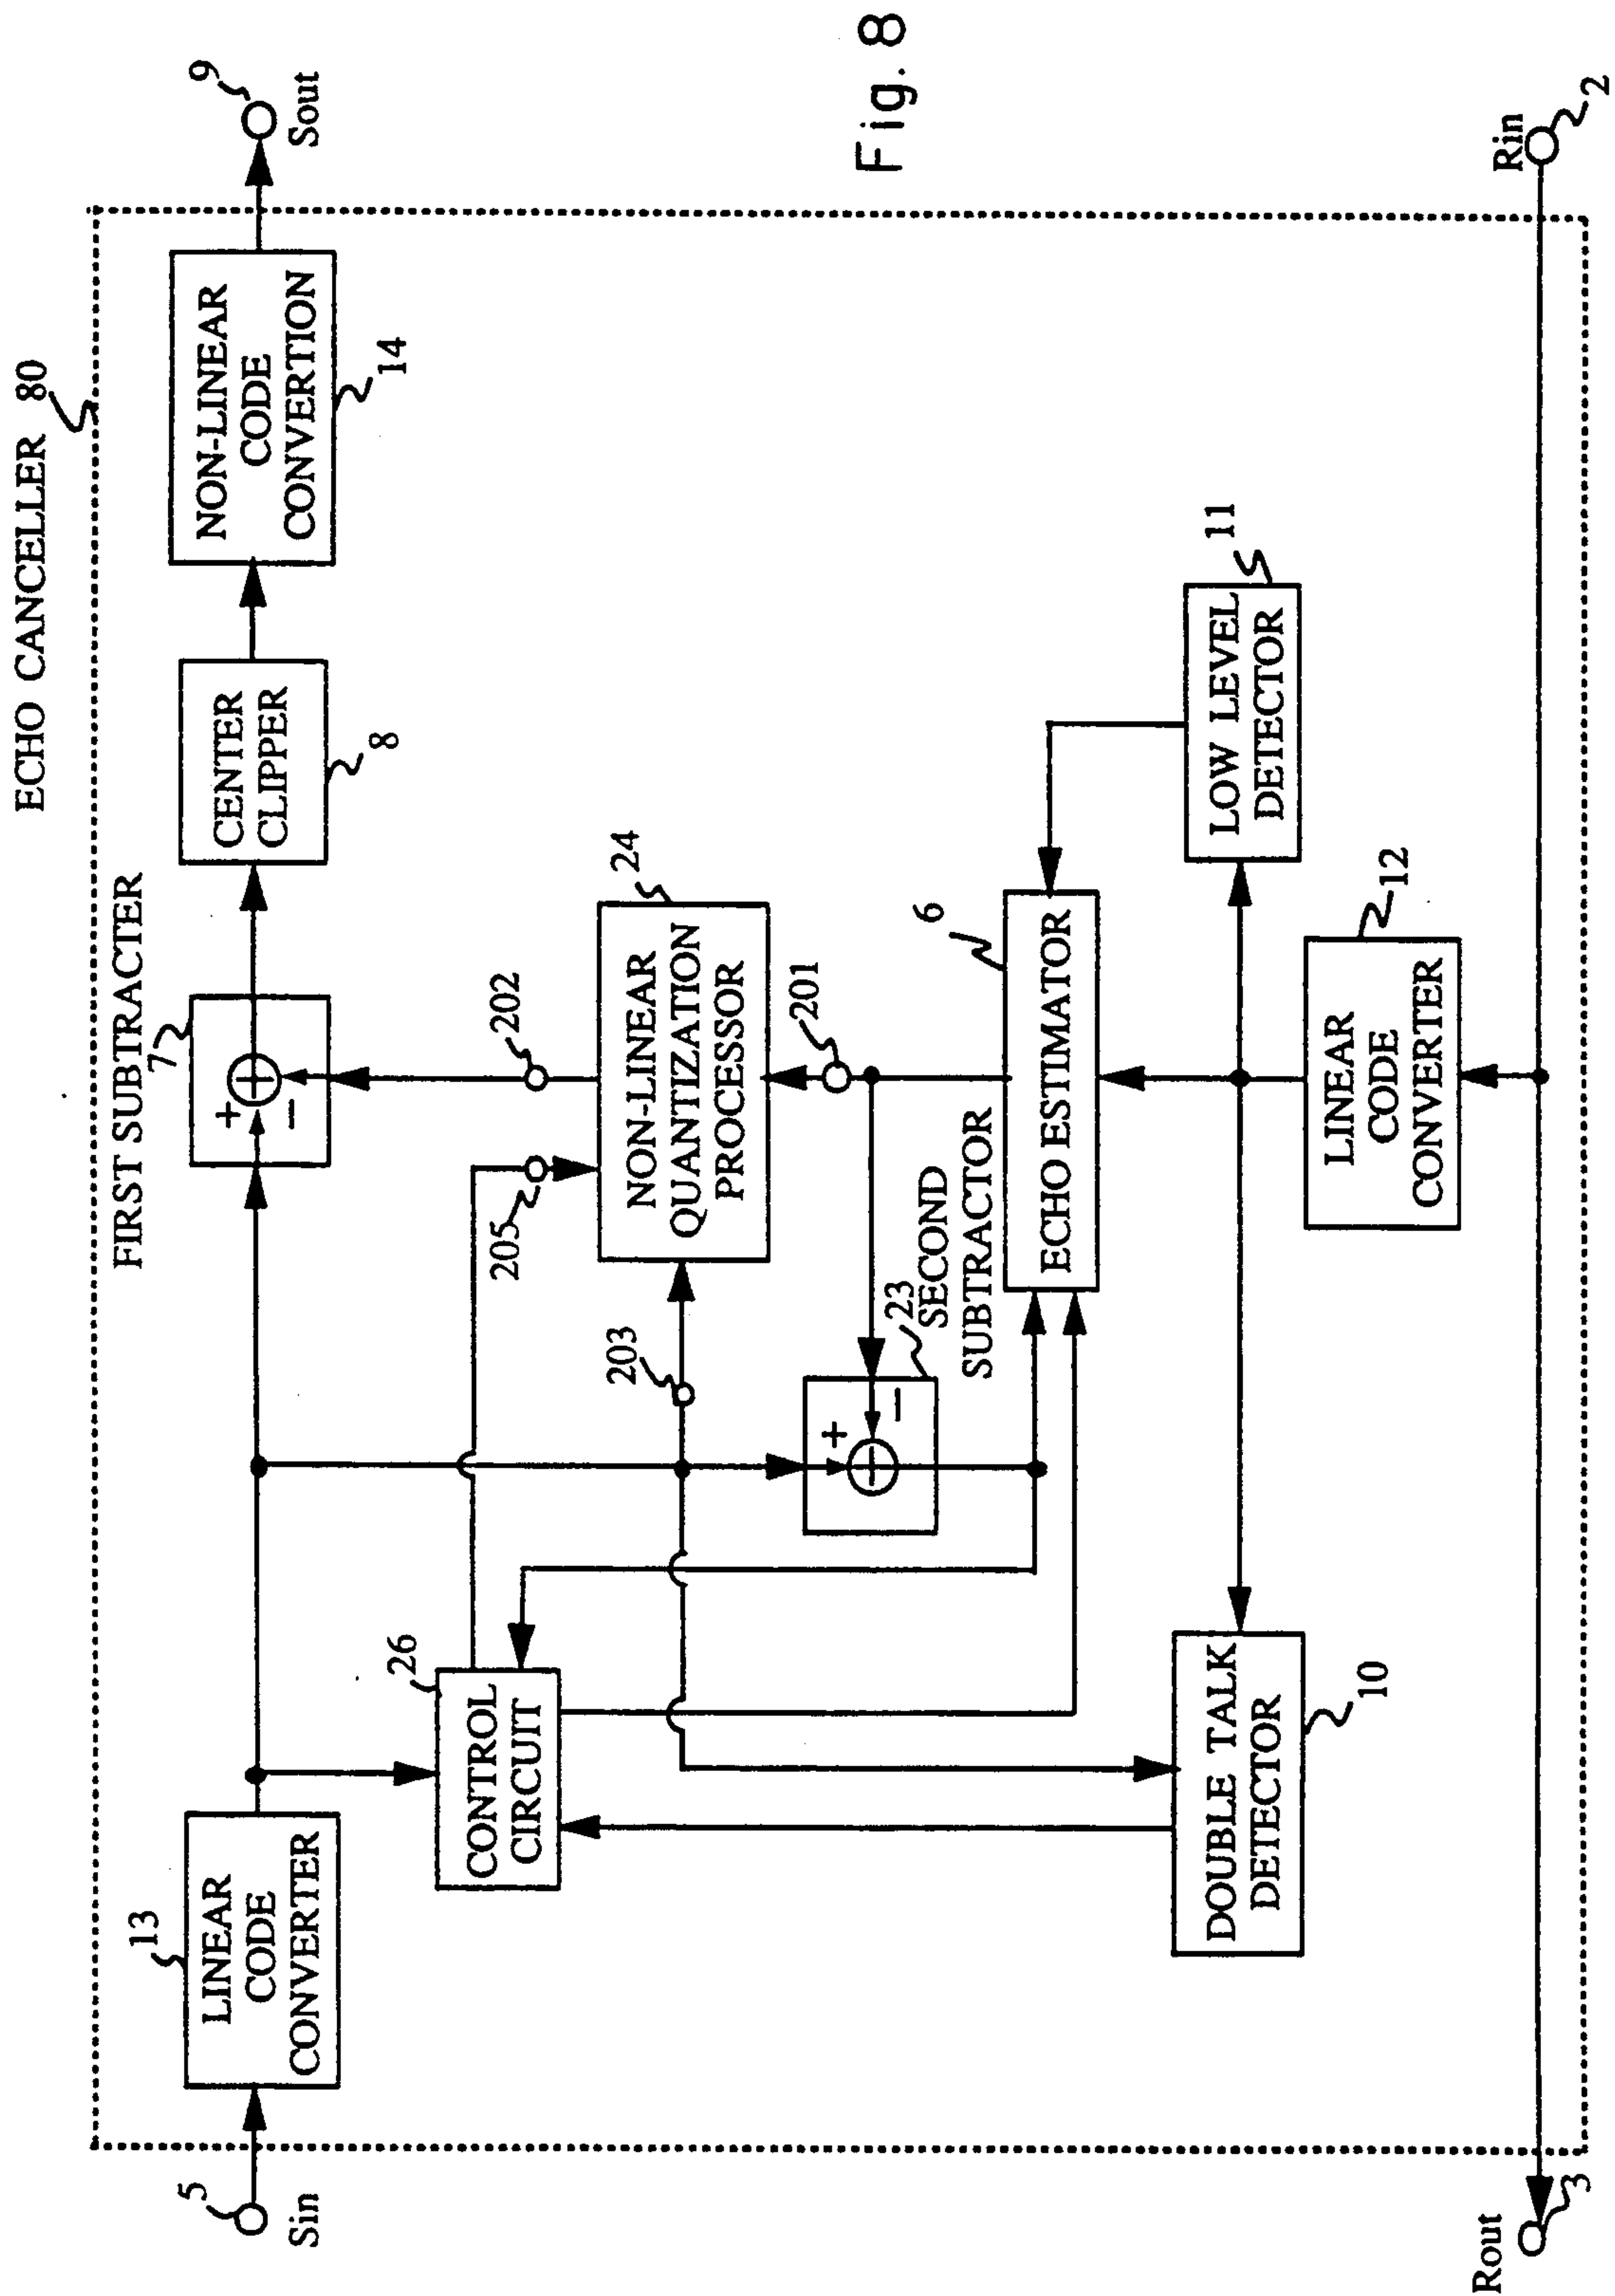 ECHO CANCELLER 80
FIRST SUBTRACTER
5
Sin
13
LINEAR
CODE
CONVERTER
7
+
−
CENTER
CLIPPER
8
NON-LINEAR
CODE
CONVERTION
14
9
Sout
26
CONTROL
CIRCUIT
205
202
203
24
NON-LINEAR
QUANTIZATION
PROCESSOR
201
+
−
23
SECOND
SUBTRACTOR
6
ECHO ESTIMATOR
DOUBLE TALK
DETECTOR
10
LOW LEVEL
DETECTOR
11
12
LINEAR
CODE
CONVERTER
Rout
3
Rin
2
Fig. 8